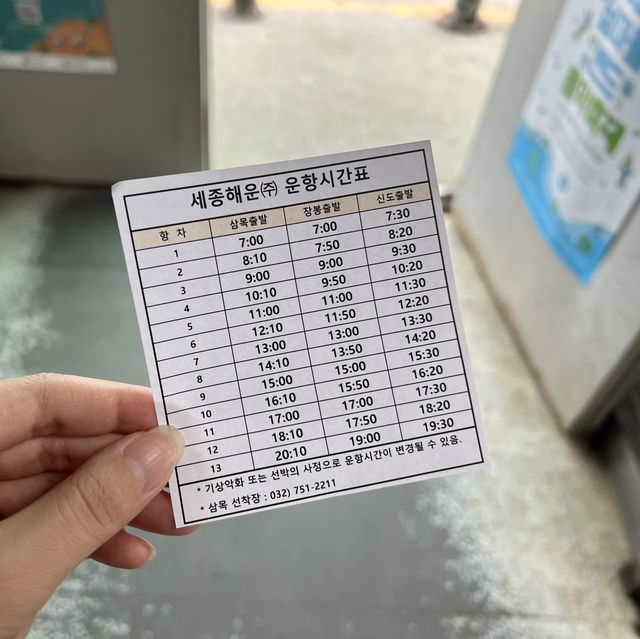 세종해운㈜ 운항시간표
항 차 삼목출발 장봉출발 신도출발
1 7:00 7:00 7:30
2 8:10 7:50 8:20
3 9:00 9:00 9:30
4 10:10 9:50 10:20
5 11:00 11:00 11:30
6 12:10 11:50 12:20
7 13:00 13:00 13:30
8 14:10 13:50 14:20
9 15:00 15:00 15:30
10 16:10 15:50 16:20
11 17:00 17:00 17:30
12 18:10 17:50 18:20
13 20:10 19:00 19:30
* 기상악화 또는 선박의 사정으로 운항시간이 변경될 수 있음.
* 삼목 선착장 : 032) 751-2211